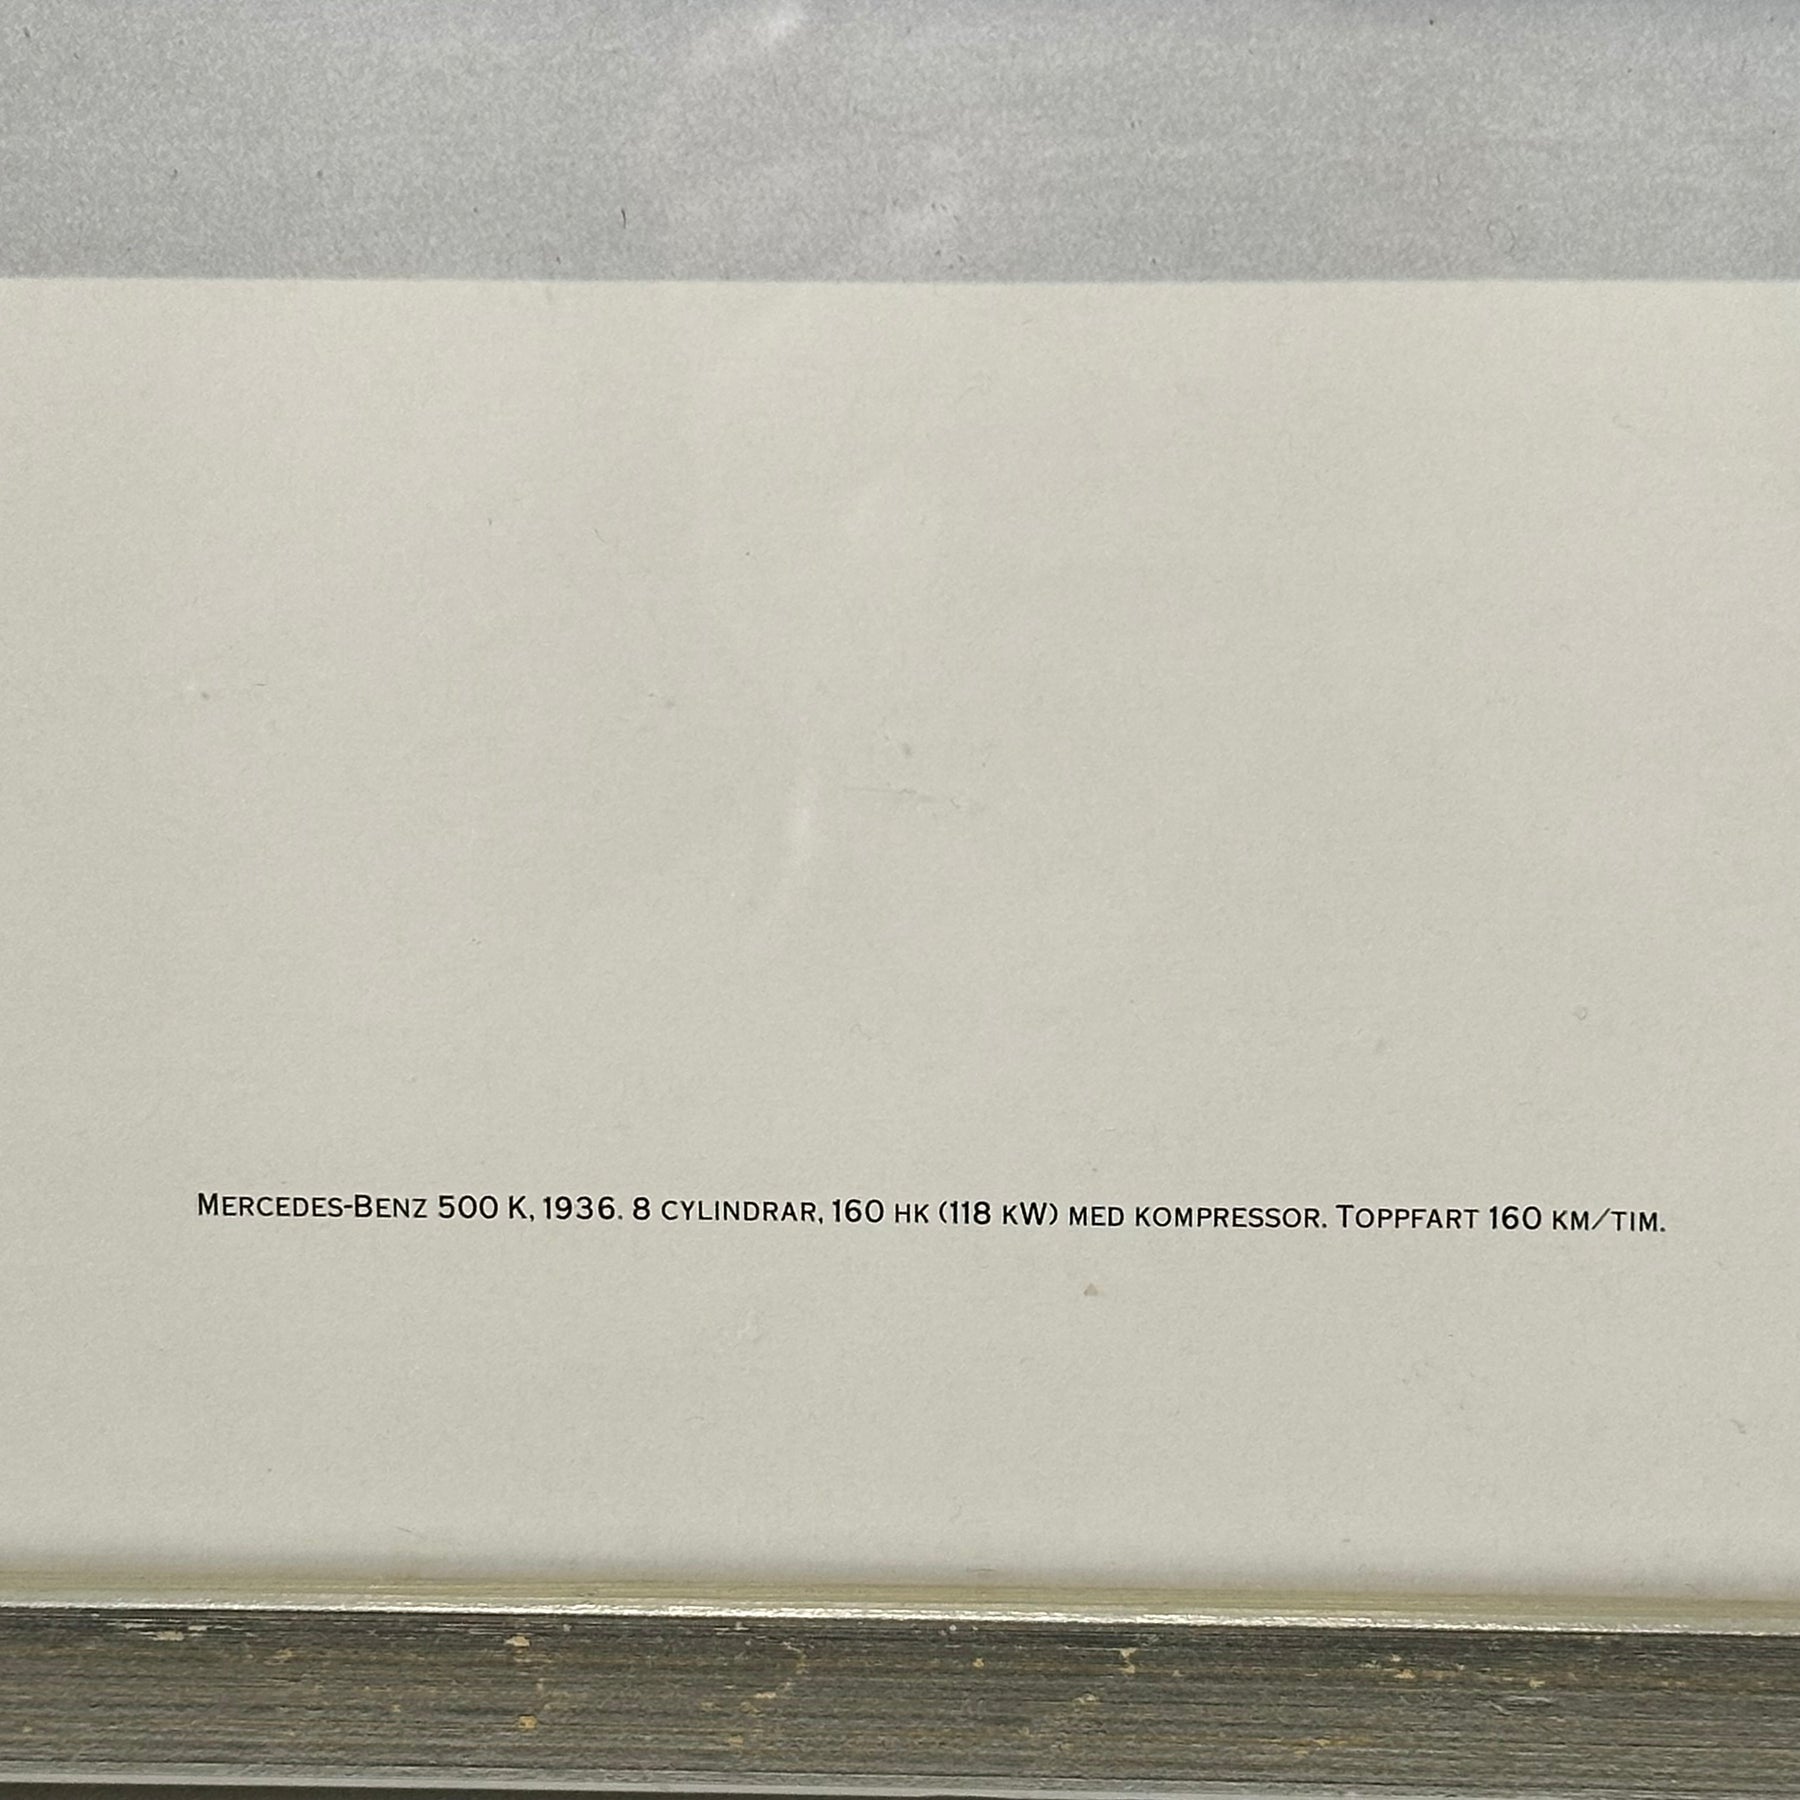 MERCEDES-BENZ 500 K, 1936. 8 CYLINDRAR, 160 HK (118 KW) MED KOMPRESSOR. TOPPFART 160 KM/TIM.